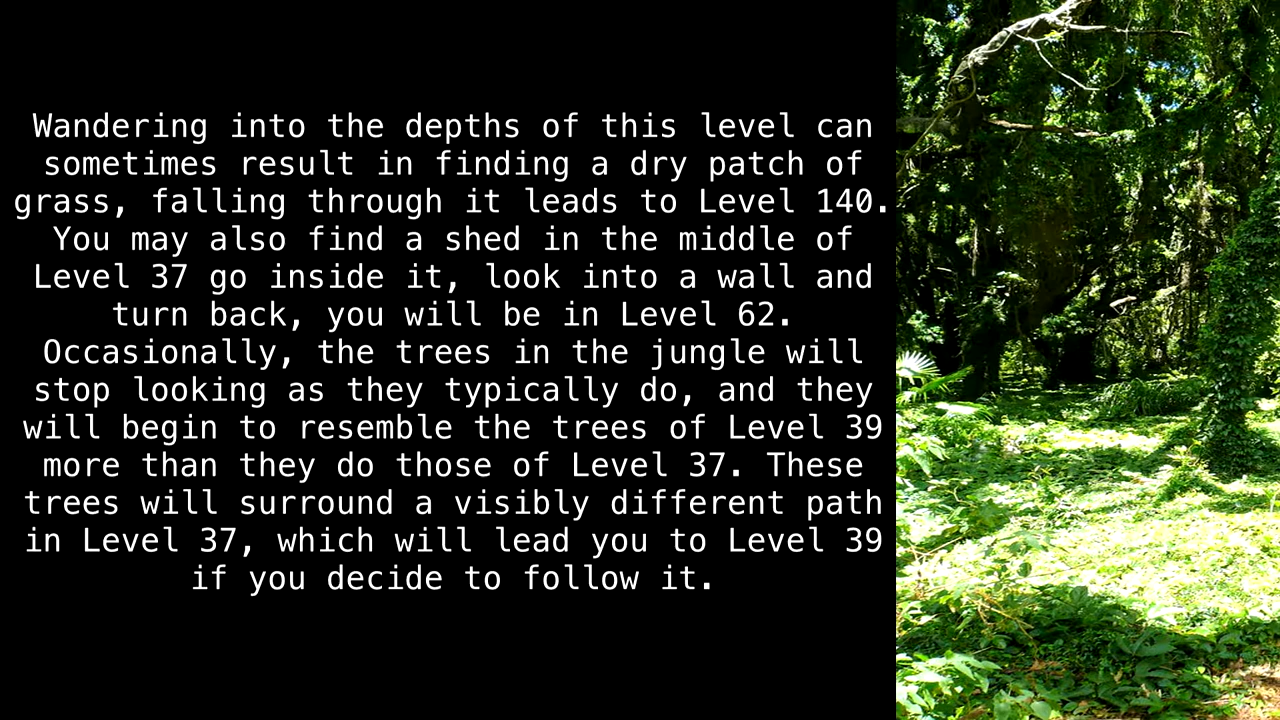 Wandering into the depths of this level can
sometimes result in finding a dry patch of
grass, falling through it leads to Level 140.
You may also find a shed in the middle of
Level 37 go inside it, look into a wall and
turn back, you will be in Level 62.
Occasionally, the trees in the jungle will
stop looking as they typically do, and they
will begin to resemble the trees of Level 39
more than they do those of Level 37. These
trees will surround a visibly different path
in Level 37, which will lead you to Level 39
if you decide to follow it.